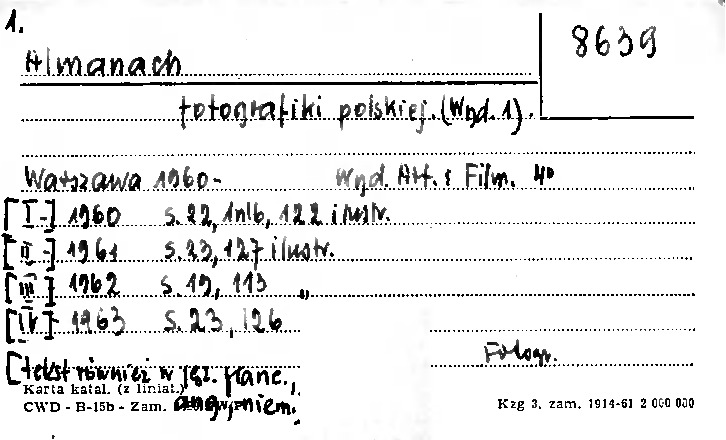 1.
8639
Almanach
fotografiki polskiej. (Wyd. 1).
Warszawa 1960- Wyd. Art. i Film. 4°
[I-] 1960 s. 22, 1nlb, 122 ilustr.
[II-] 1961 s. 23, 127 ilustr.
[III] 1962 s. 19, 113 "
[IV] 1963 s. 23, 126
Fotogr.
[tekst również w jęz. franc.,
ang., niem.
Karta katal. (z liniat.)
CWD - B-15b - Zam.
Kzg 3, zam. 1914-61 2 000 000